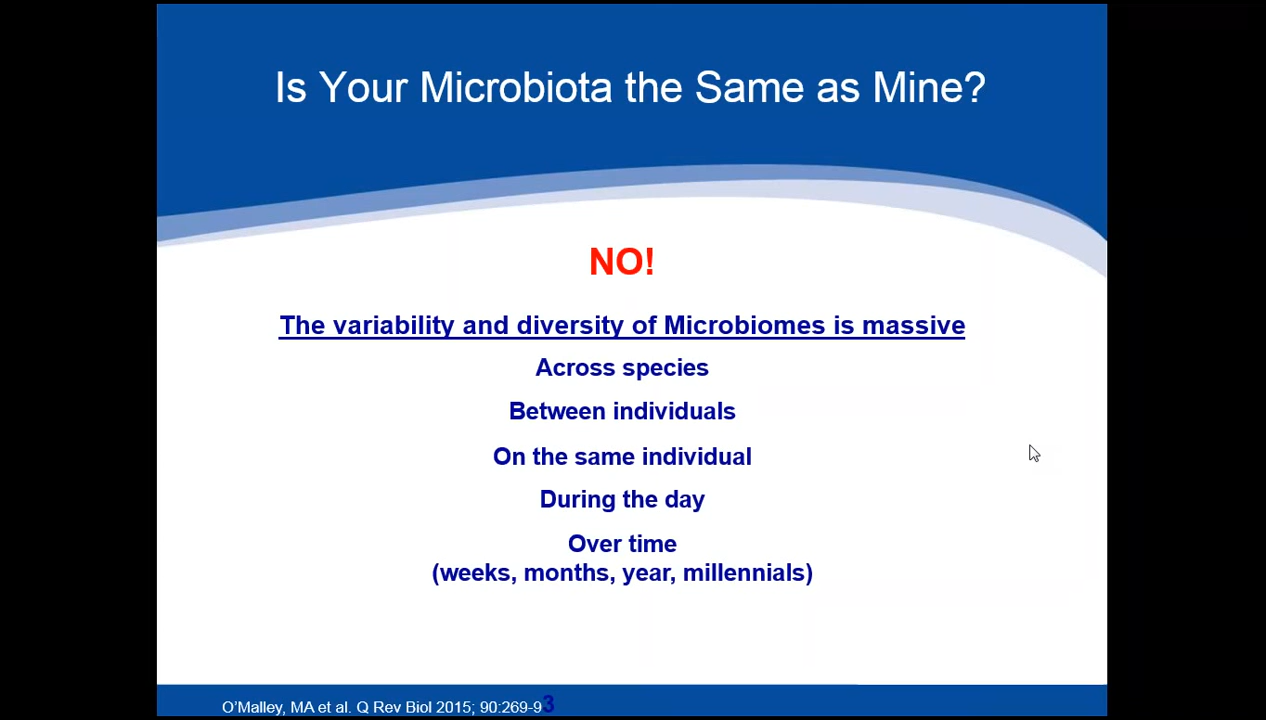 Is Your Microbiota the Same as Mine?
NO!
The variability and diversity of Microbiomes is massive
Across species
Between individuals
On the same individual
During the day
Over time
(weeks, months, year, millennials)
O'Malley, MA et al. Q Rev Biol 2015; 90:269-93